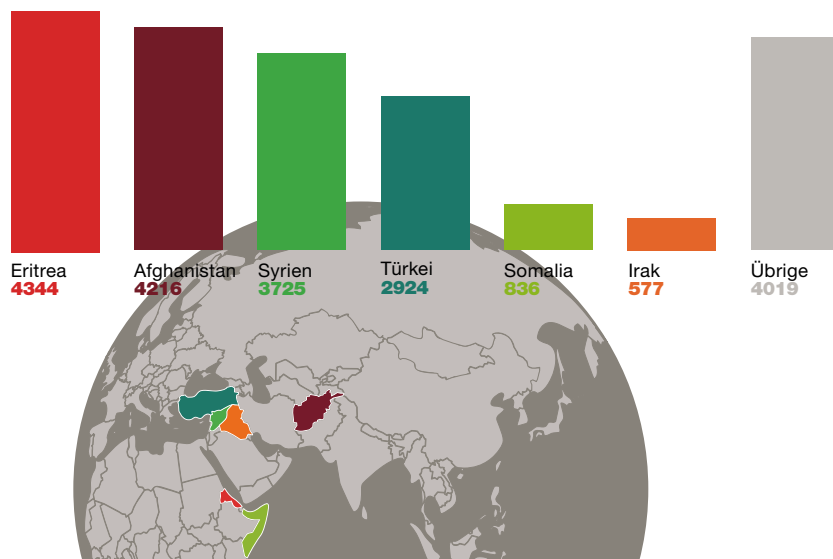 Eritrea
4344
Afghanistan
4216
Syrien
3725
Türkei
2924
Somalia
836
Irak
577
Übrige
4019